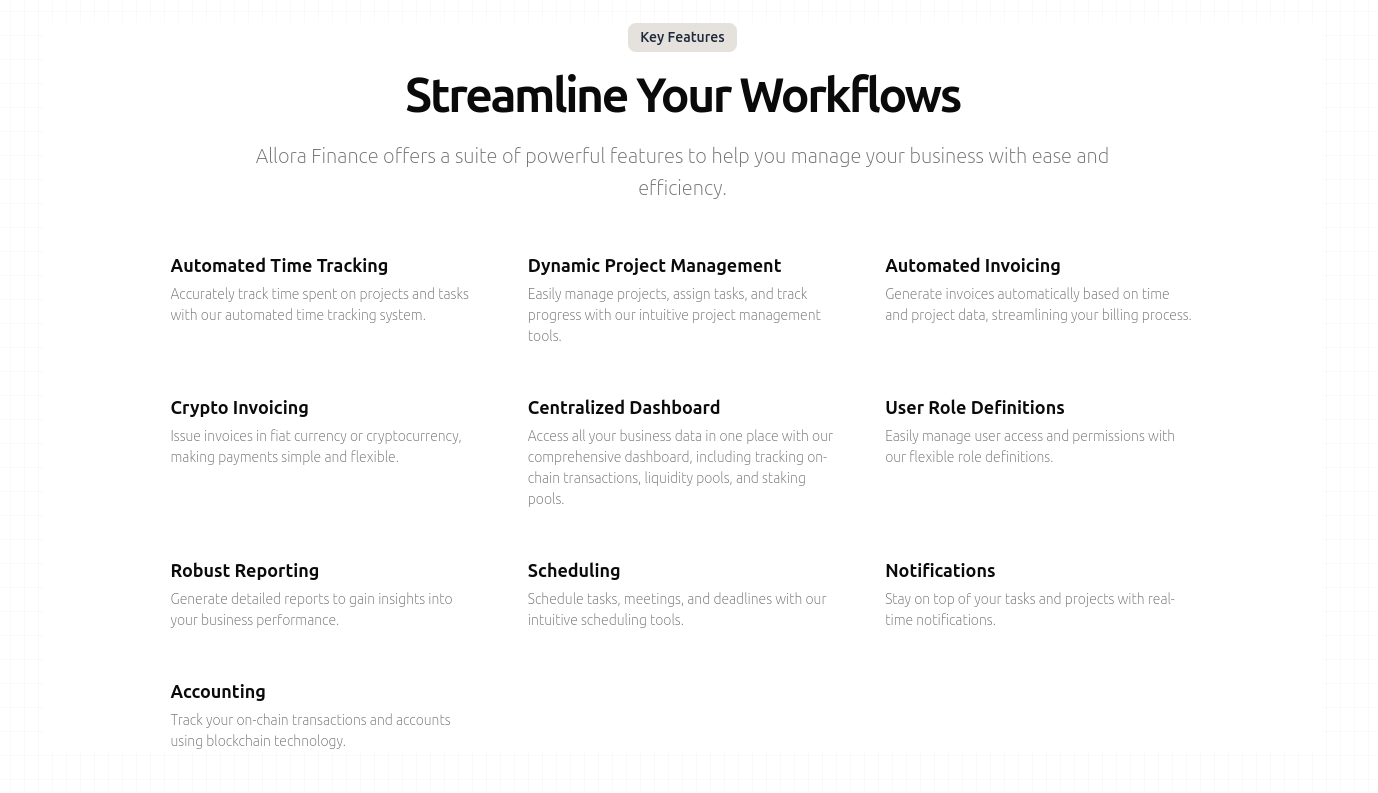 Key Features
Streamline Your Workflows
Allora Finance offers a suite of powerful features to help you manage your business with ease and
efficiency.
Automated Time Tracking
Accurately track time spent on projects and tasks
with our automated time tracking system.
Dynamic Project Management
Easily manage projects, assign tasks, and track
progress with our intuitive project management
tools.
Automated Invoicing
Generate invoices automatically based on time
and project data, streamlining your billing process.
Crypto Invoicing
Issue invoices in fiat currency or cryptocurrency,
making payments simple and flexible.
Centralized Dashboard
Access all your business data in one place with our
comprehensive dashboard, including tracking on-
chain transactions, liquidity pools, and staking
pools.
User Role Definitions
Easily manage user access and permissions with
our flexible role definitions.
Robust Reporting
Generate detailed reports to gain insights into
your business performance.
Scheduling
Schedule tasks, meetings, and deadlines with our
intuitive scheduling tools.
Notifications
Stay on top of your tasks and projects with real-
time notifications.
Accounting
Track your on-chain transactions and accounts
using blockchain technology.